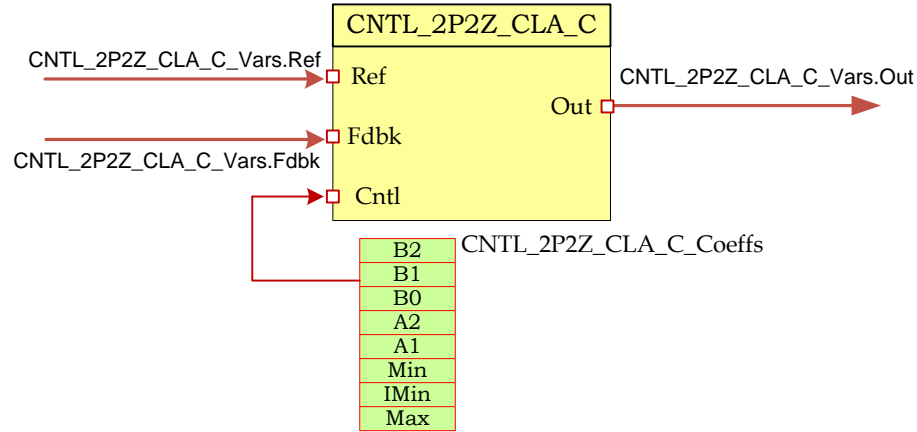 CNTL_2P2Z_CLA_C
CNTL_2P2Z_CLA_C_Vars.Ref
Ref
CNTL_2P2Z_CLA_C_Vars.Out
Out
Fdbk
CNTL_2P2Z_CLA_C_Vars.Fdbk
Cntl
CNTL_2P2Z_CLA_C_Coeffs
B2
B1
B0
A2
A1
Min
IMin
Max